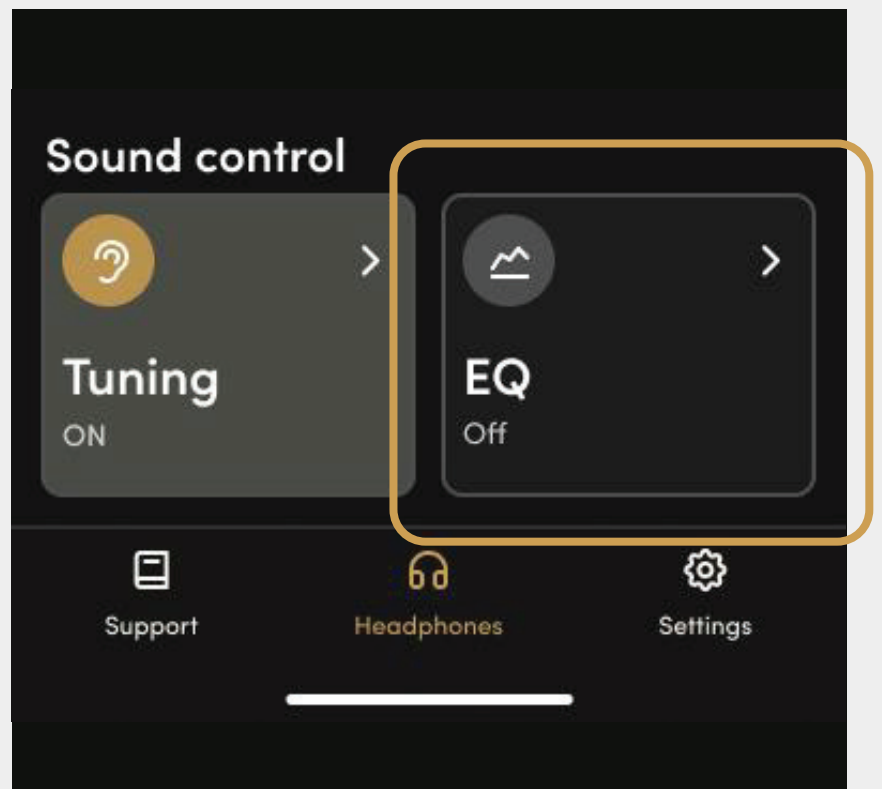 Sound control
Tuning
ON
EQ
Off
Support
Headphones
Settings